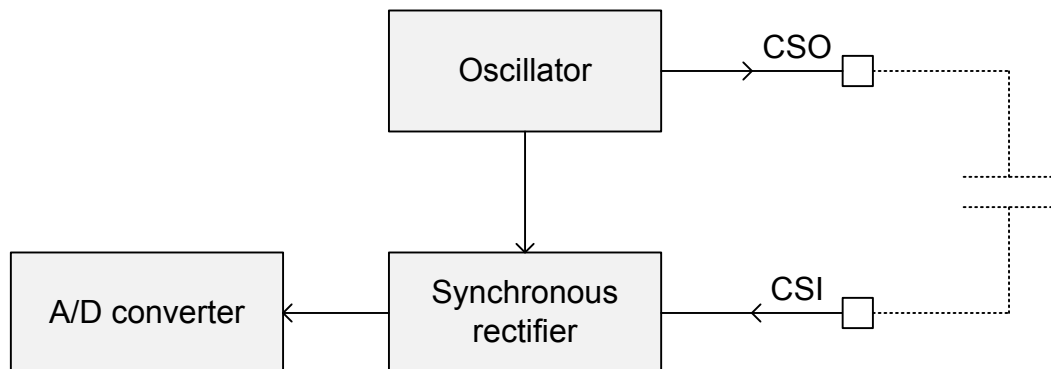 Oscillator
CSO
A/D converter
Synchronous
rectifier
CSI